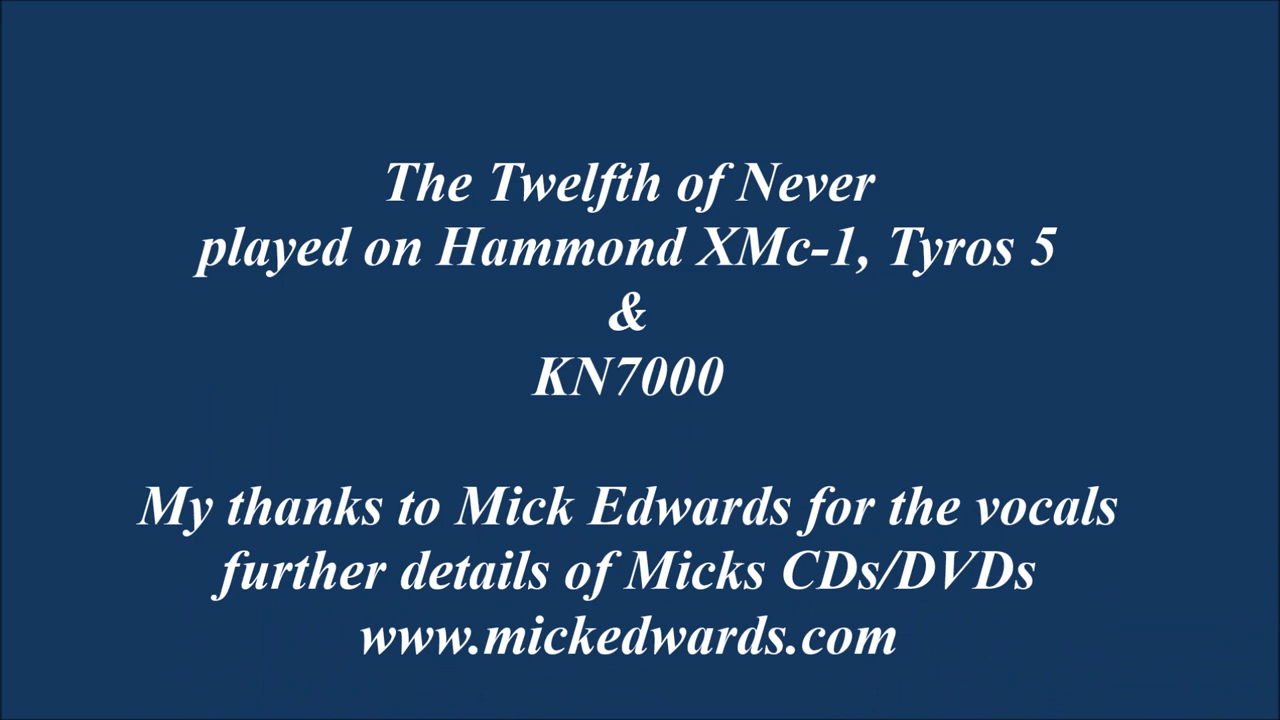 The Twelfth of Never
played on Hammond XMc-1, Tyros 5
&
KN7000
My thanks to Mick Edwards for the vocals
further details of Micks CDs/DVDs
www.mickedwards.com